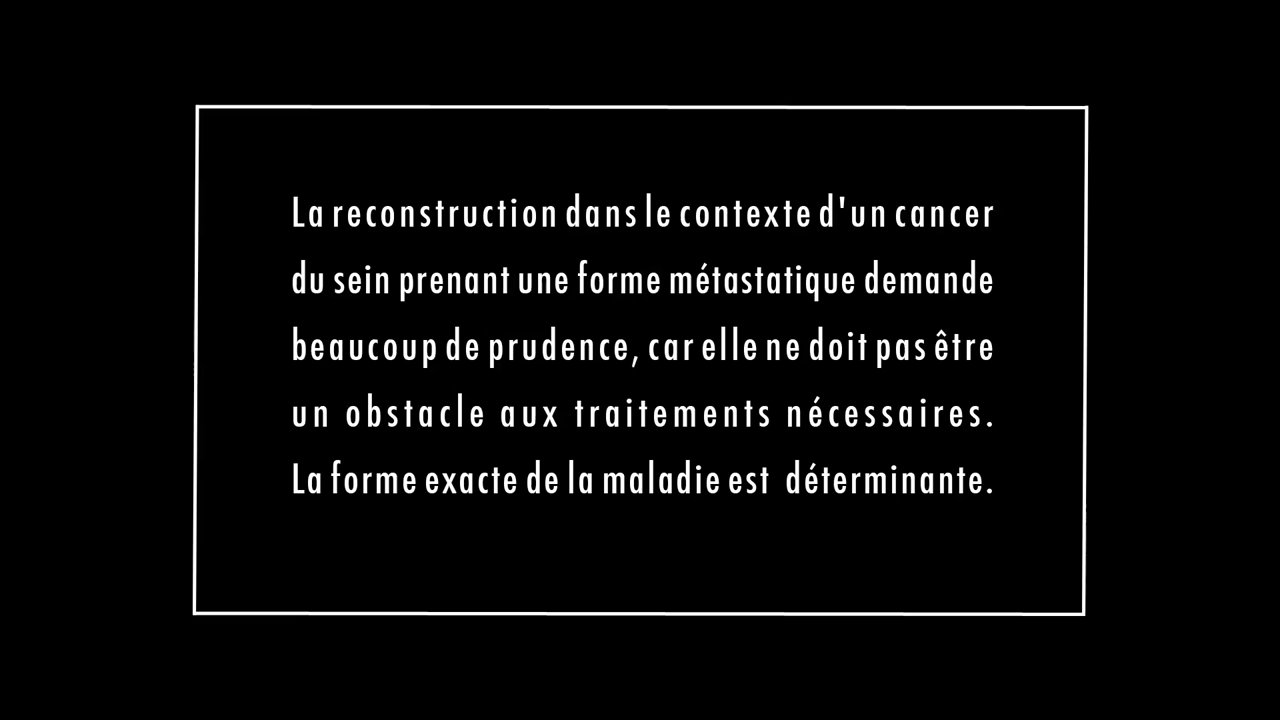 La reconstruction dans le contexte d'un cancer
du sein prenant une forme métastatique demande
beaucoup de prudence, car elle ne doit pas être
un obstacle aux traitements nécessaires.
La forme exacte de la maladie est déterminante.